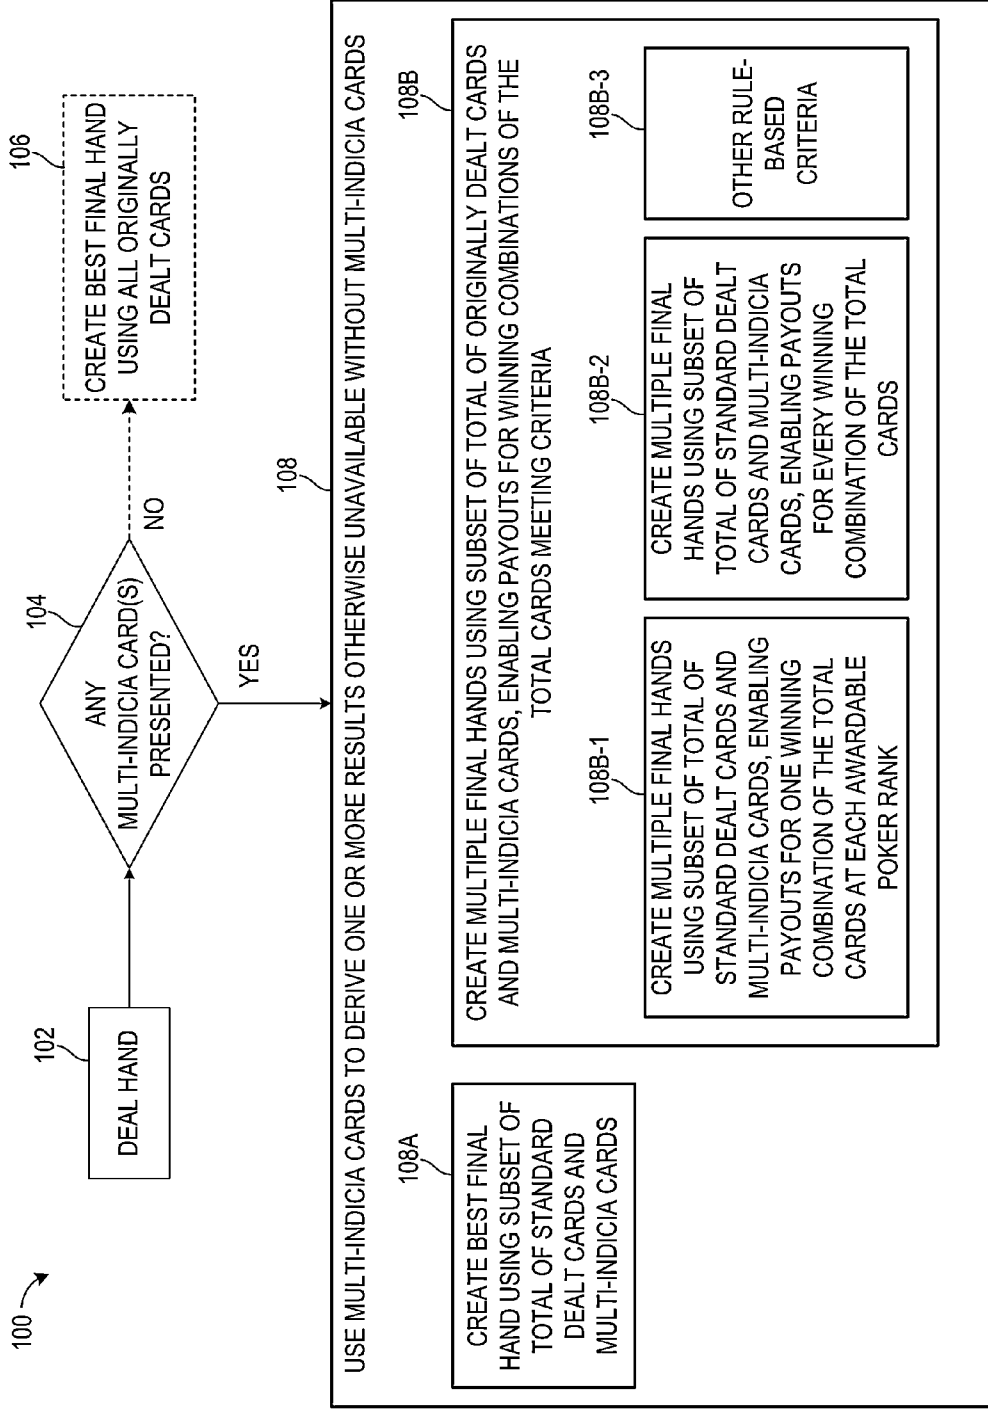 100
102
DEAL HAND
104
ANY
MULTI-INDICIA CARD(S)
PRESENTED?
NO
106
CREATE BEST FINAL HAND
USING ALL ORIGINALLY
DEALT CARDS
YES
108
USE MULTI-INDICIA CARDS TO DERIVE ONE OR MORE RESULTS OTHERWISE UNAVAILABLE WITHOUT MULTI-INDICIA CARDS
108A
CREATE BEST FINAL
HAND USING SUBSET OF
TOTAL OF STANDARD
DEALT CARDS AND
MULTI-INDICIA CARDS
108B
CREATE MULTIPLE FINAL HANDS USING SUBSET OF TOTAL OF ORIGINALLY DEALT CARDS
AND MULTI-INDICIA CARDS, ENABLING PAYOUTS FOR WINNING COMBINATIONS OF THE
TOTAL CARDS MEETING CRITERIA
108B-1
CREATE MULTIPLE FINAL HANDS
USING SUBSET OF TOTAL OF
STANDARD DEALT CARDS AND
MULTI-INDICIA CARDS, ENABLING
PAYOUTS FOR ONE WINNING
COMBINATION OF THE TOTAL
CARDS AT EACH AWARDABLE
POKER RANK
108B-2
CREATE MULTIPLE FINAL
HANDS USING SUBSET OF
TOTAL OF STANDARD DEALT
CARDS AND MULTI-INDICIA
CARDS, ENABLING PAYOUTS
FOR EVERY WINNING
COMBINATION OF THE TOTAL
CARDS
108B-3
OTHER RULE-
BASED
CRITERIA